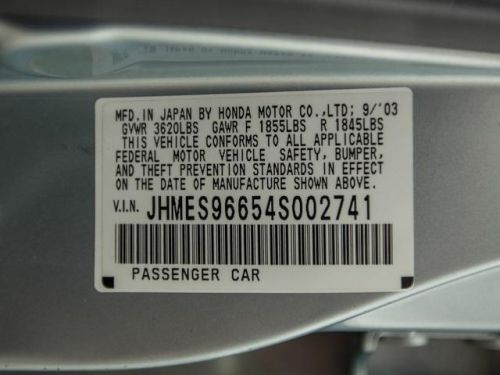 MFD.IN JAPAN BY HONDA MOTOR CO.,LTD; 9/'03
GVWR 3620LBS GAWR F 1855LBS R 1845LBS
THIS VEHICLE CONFORMS TO ALL APPLICABLE
FEDERAL MOTOR VEHICLE SAFETY, BUMPER,
AND THEFT PREVENTION STANDARDS IN EFFECT
ON THE DATE OF MANUFACTURE SHOWN ABOVE.
V.I.N. JHMES96654S002741
PASSENGER CAR